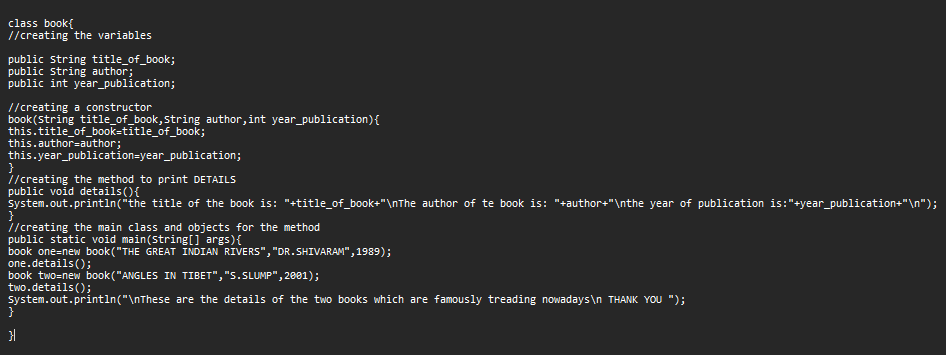 class book{
//creating the variables
public String title_of_book;
public String author;
public int year_publication;
//creating a constructor
book(String title_of_book,String author,int year_publication){
this.title_of_book=title_of_book;
this.author=author;
this.year_publication=year_publication;
}
//creating the method to print DETAILS
public void details(){
System.out.println("the title of the book is: "+title_of_book+"\nThe author of te book is: "+author+"\nthe year of publication is:"+year_publication+"\n");
}
//creating the main class and objects for the method
public static void main(String[] args){
book one=new book("THE GREAT INDIAN RIVERS","DR.SHIVARAM",1989);
one.details();
book two=new book("ANGLES IN TIBET","S.SLUMP",2001);
two.details();
System.out.println("\nThese are the details of the two books which are famously treading nowadays\n THANK YOU ");
}
}